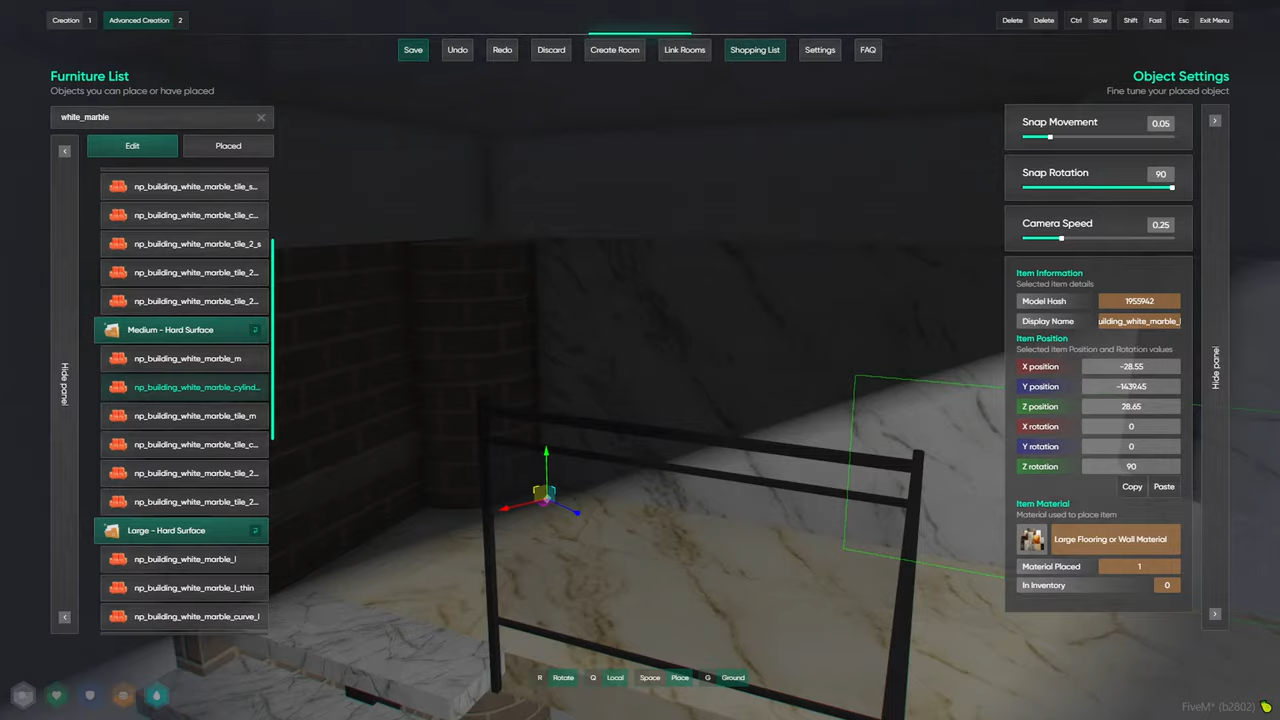 Creation 1
Advanced Creation 2
Delete Delete
Ctrl Slow
Shift Fast
Esc Exit Menu
Save
Undo
Redo
Discard
Create Room
Link Rooms
Shopping List
Settings
FAQ
Furniture List
Objects you can place or have placed
white_marble
Edit
Placed
np_building_white_marble_tile_s...
np_building_white_marble_tile_c...
np_building_white_marble_tile_2_s
np_building_white_marble_tile_2...
np_building_white_marble_tile_2...
Medium - Hard Surface
np_building_white_marble_m
np_building_white_marble_cylind...
np_building_white_marble_tile_m
np_building_white_marble_tile_c...
np_building_white_marble_tile_2...
np_building_white_marble_tile_2...
Large - Hard Surface
np_building_white_marble_l
np_building_white_marble_l_thin
np_building_white_marble_curve_l
Hide panel
Object Settings
Fine tune your placed object
Snap Movement 0.05
Snap Rotation 90
Camera Speed 0.25
Item Information
Selected item details
Model Hash 1955942
Display Name uilding_white_marble_l
Item Position
Selected item Position and Rotation values
X position -28.55
Y position -1439.45
Z position 28.65
X rotation 0
Y rotation 0
Z rotation 90
Copy Paste
Item Material
Material used to place item
Large Flooring or Wall Material
Material Placed 1
In Inventory 0
Hide panel
R Rotate
Q Local
Space Place
G Ground
FiveM* (b2802)